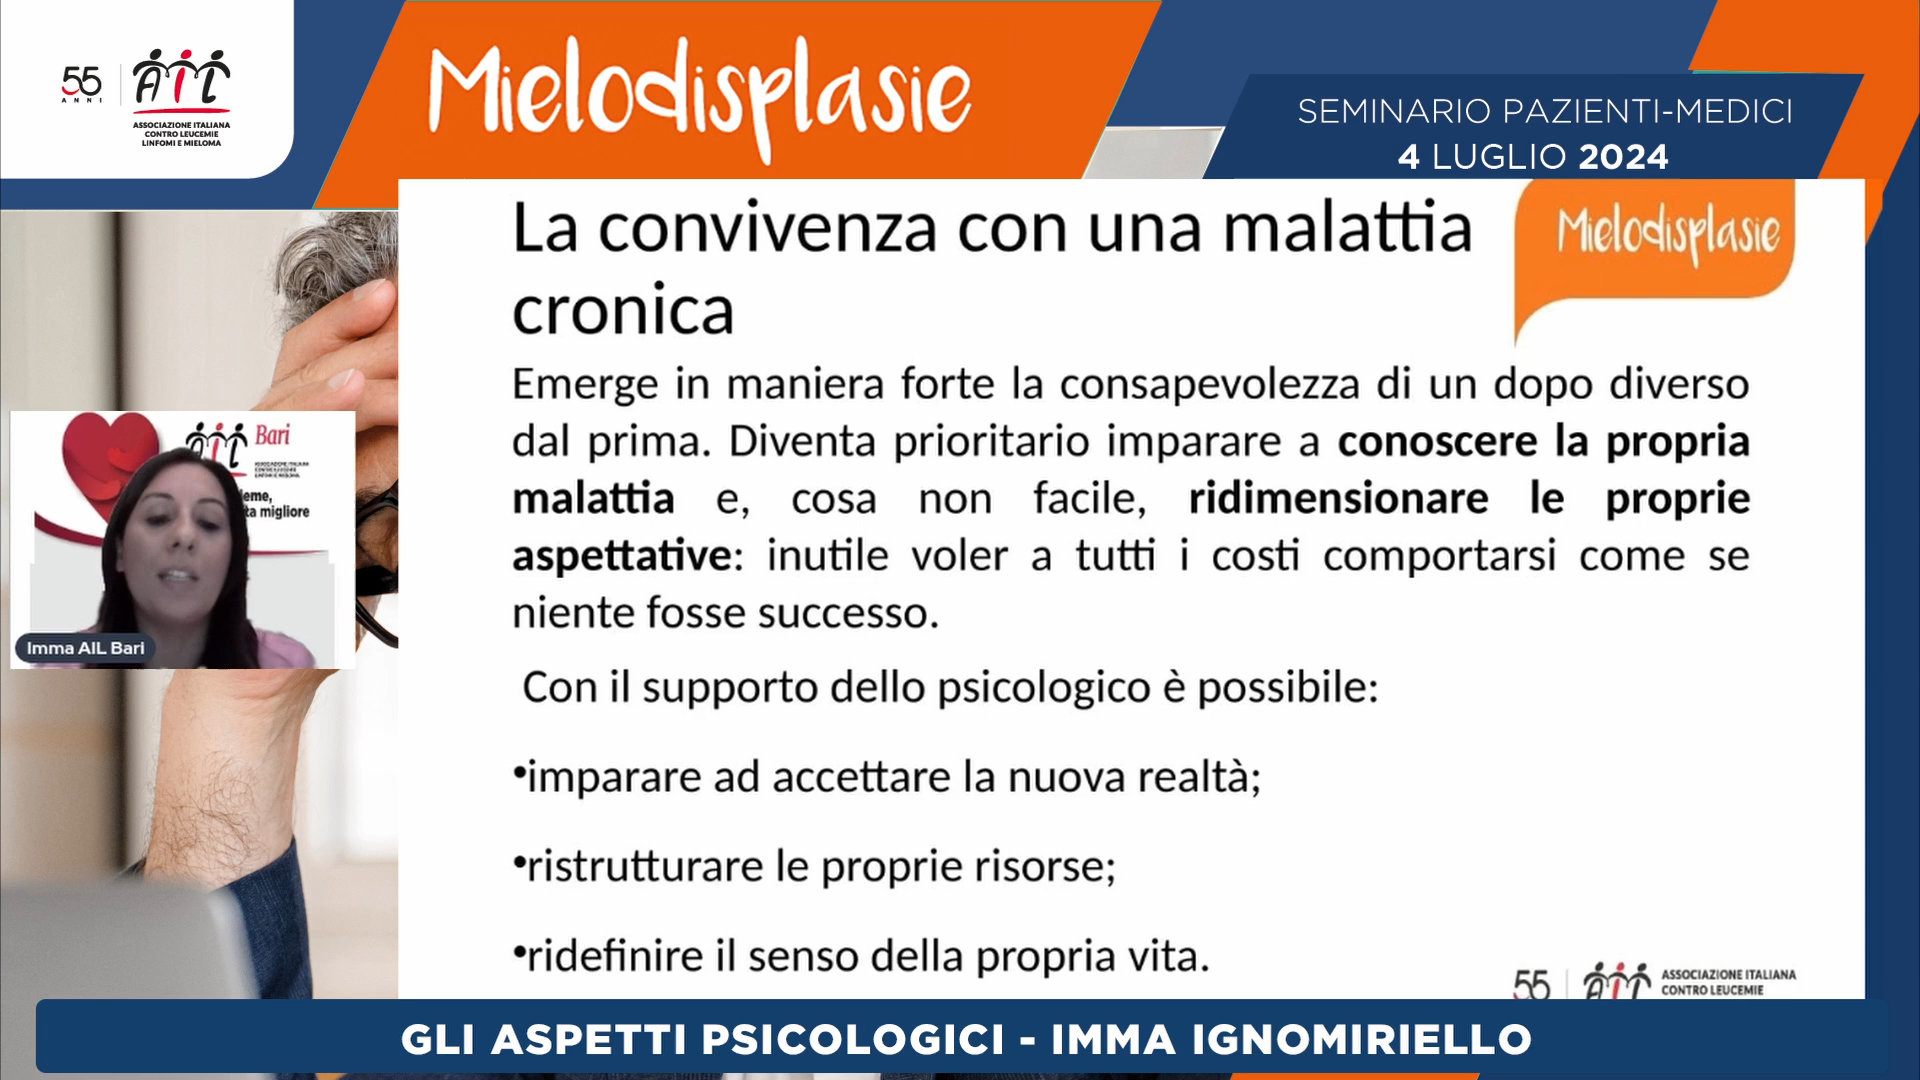 55
ANNI
AIL
ASSOCIAZIONE ITALIANA
CONTRO LEUCEMIE
LINFOMI E MIELOMA
Mielodisplasie
SEMINARIO PAZIENTI-MEDICI
4 LUGLIO 2024
La convivenza con una malattia
cronica
Mielodisplasie
Emerge in maniera forte la consapevolezza di un dopo diverso
dal prima. Diventa prioritario imparare a conoscere la propria
malattia e, cosa non facile, ridimensionare le proprie
aspettative: inutile voler a tutti i costi comportarsi come se
niente fosse successo.
Con il supporto dello psicologico è possibile:
•imparare ad accettare la nuova realtà;
•ristrutturare le proprie risorse;
•ridefinire il senso della propria vita.
AIL Bari
migliore
Imma AIL Bari
55
AIL
ASSOCIAZIONE ITALIANA
CONTRO LEUCEMIE
GLI ASPETTI PSICOLOGICI - IMMA IGNOMIRIELLO